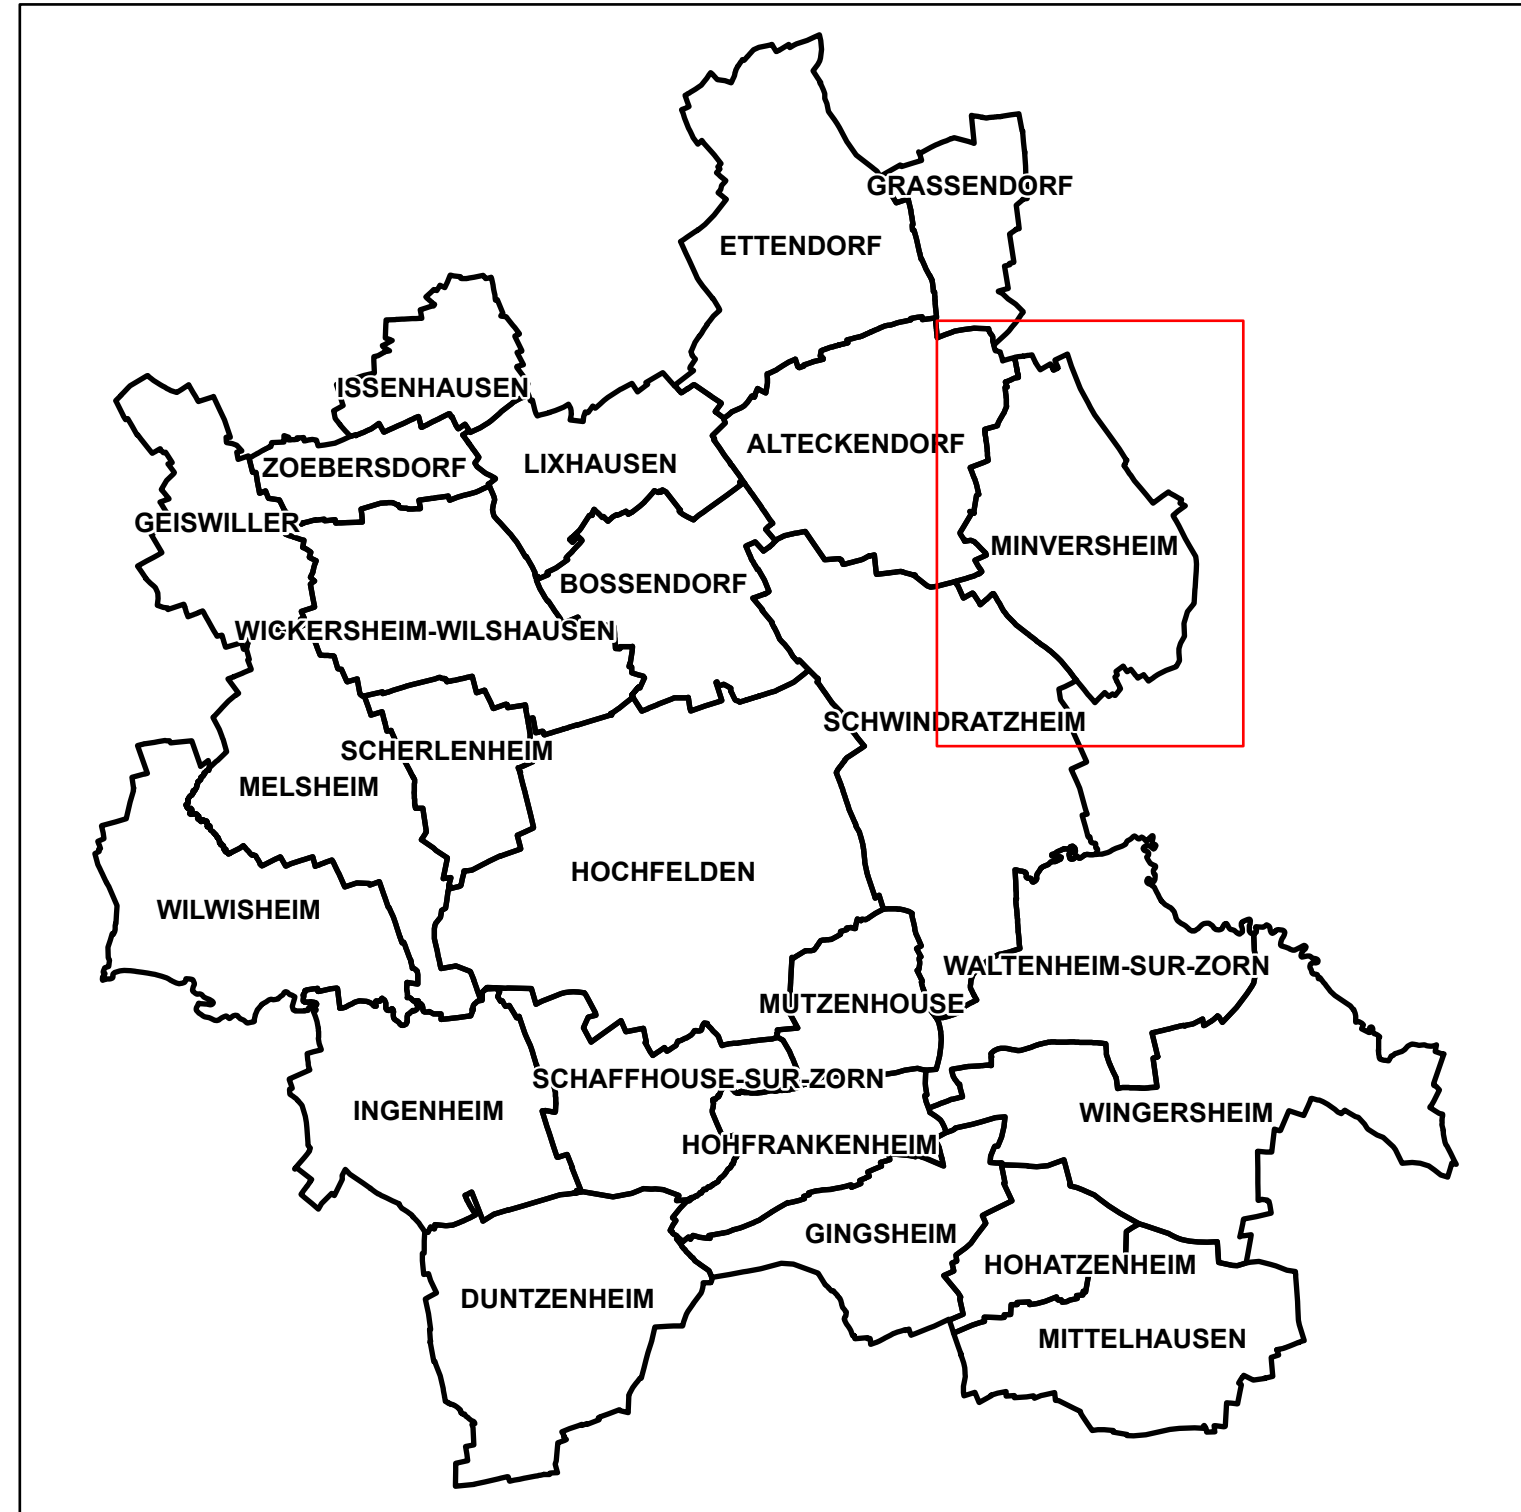 GRASSENDORF
ETTENDORF
ISSENHAUSEN
ALTECKENDORF
LIXHAUSEN
ZOEBERSDORF
GEISWILLER
MINVERSHEIM
BOSSENDORF
WICKERSHEIM-WILSHAUSEN
SCHWINDRATZHEIM
SCHERLENHEIM
MELSHEIM
HOCHFELDEN
WILWISHEIM
WALTENHEIM-SUR-ZORN
MUTZENHOUSE
SCHAFFHOUSE-SUR-ZORN
INGENHEIM
WINGERSHEIM
HOHFRANKENHEIM
GINGSHEIM
HOHATZENHEIM
DUNTZENHEIM
MITTELHAUSEN